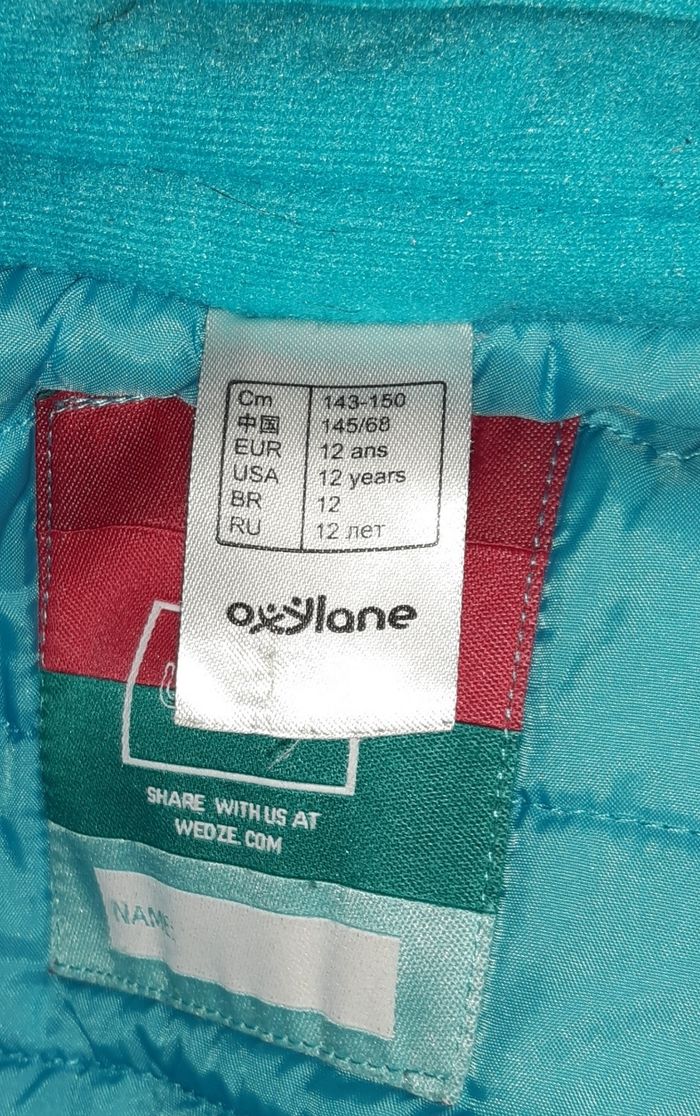 Cm 143-150
中国 145/68
EUR 12 ans
USA 12 years
BR 12
RU 12 лет
oxylane
SHARE WITH US AT
WEDZE.COM
NAME: